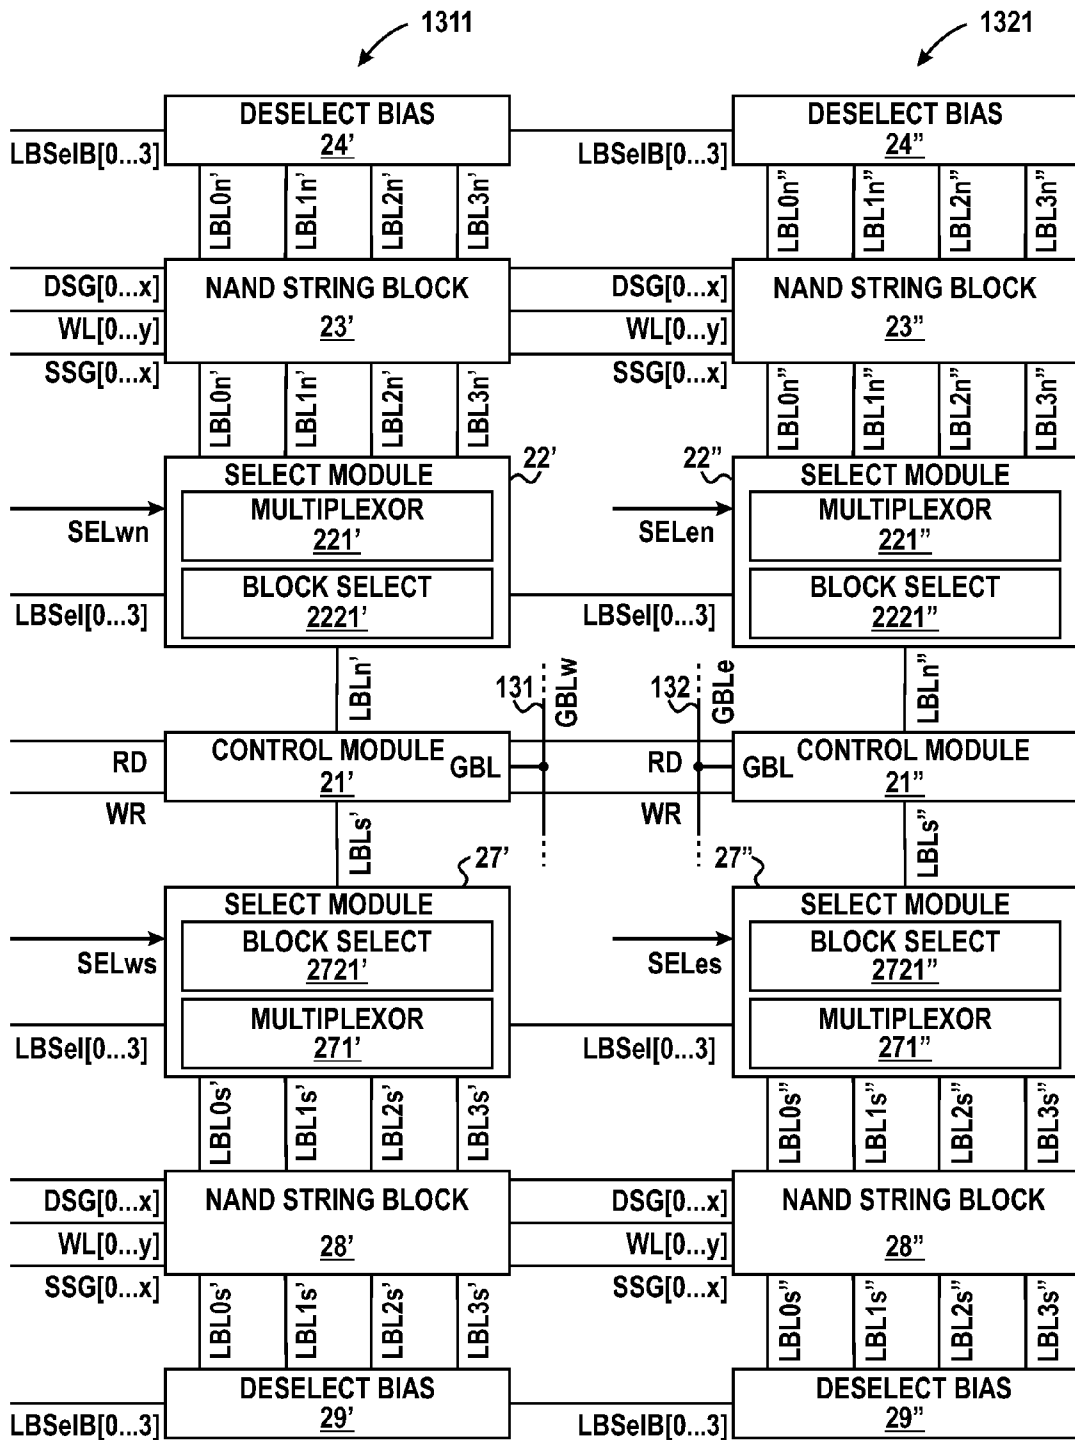 1311
1321
DESELECT BIAS
24'
DESELECT BIAS
24"
LBSelB[0...3]
LBSelB[0...3]
LBL0n'
LBL1n'
LBL2n'
LBL3n'
LBL0n"
LBL1n"
LBL2n"
LBL3n"
DSG[0...x]
NAND STRING BLOCK
DSG[0...x]
NAND STRING BLOCK
WL[0...y]
23'
WL[0...y]
23"
SSG[0...x]
SSG[0...x]
LBL0n'
LBL1n'
LBL2n'
LBL3n'
LBL0n"
LBL1n"
LBL2n"
LBL3n"
22'
22"
SELECT MODULE
SELECT MODULE
MULTIPLEXOR
221'
MULTIPLEXOR
221"
SELwn
SELen
BLOCK SELECT
2221'
BLOCK SELECT
2221"
LBSel[0...3]
LBSel[0...3]
LBLn'
131
GBLw
132
GBLe
LBLn"
RD
CONTROL MODULE
21'
GBL
RD
GBL
CONTROL MODULE
21"
WR
WR
LBLs'
LBLs"
27'
27"
SELECT MODULE
SELECT MODULE
BLOCK SELECT
2721'
BLOCK SELECT
2721"
SELws
SELes
MULTIPLEXOR
271'
MULTIPLEXOR
271"
LBSel[0...3]
LBSel[0...3]
LBL0s'
LBL1s'
LBL2s'
LBL3s'
LBL0s"
LBL1s"
LBL2s"
LBL3s"
DSG[0...x]
NAND STRING BLOCK
DSG[0...x]
NAND STRING BLOCK
WL[0...y]
28'
WL[0...y]
28"
SSG[0...x]
SSG[0...x]
LBL0s'
LBL1s'
LBL2s'
LBL3s'
LBL0s"
LBL1s"
LBL2s"
LBL3s"
DESELECT BIAS
29'
DESELECT BIAS
29"
LBSelB[0...3]
LBSelB[0...3]